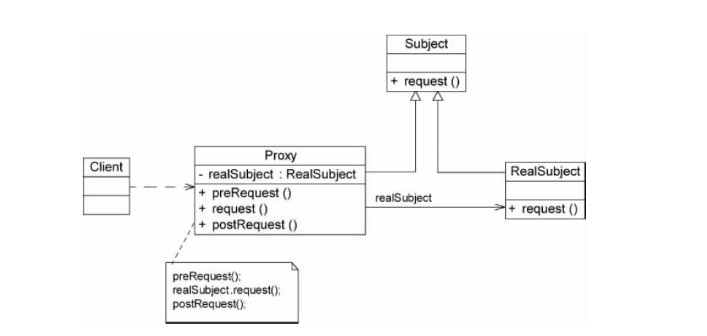 Subject
+ request ()
Client
Proxy
- realSubject : RealSubject
+ preRequest ()
+ request ()
+ postRequest ()
realSubject
RealSubject
+ request ()
preRequest();
realSubject.request();
postRequest();